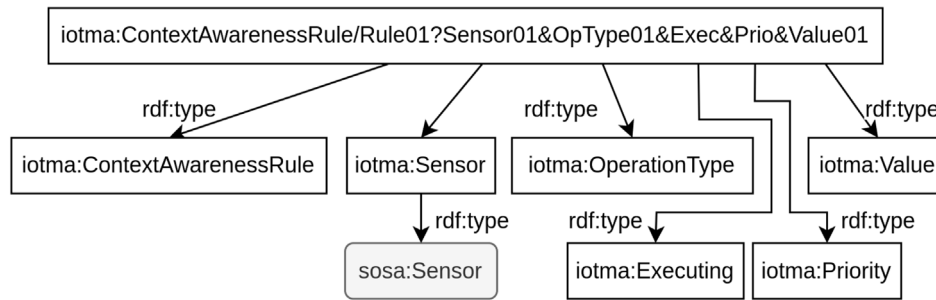 iotma:ContextAwarenessRule/Rule01?Sensor01&OpType01&Exec&Prio&Value01
rdf:type
rdf:type
rdf:type
iotma:ContextAwarenessRule
iotma:Sensor
iotma:OperationType
iotma:Value
rdf:type
rdf:type
rdf:type
sosa:Sensor
iotma:Executing
iotma:Priority